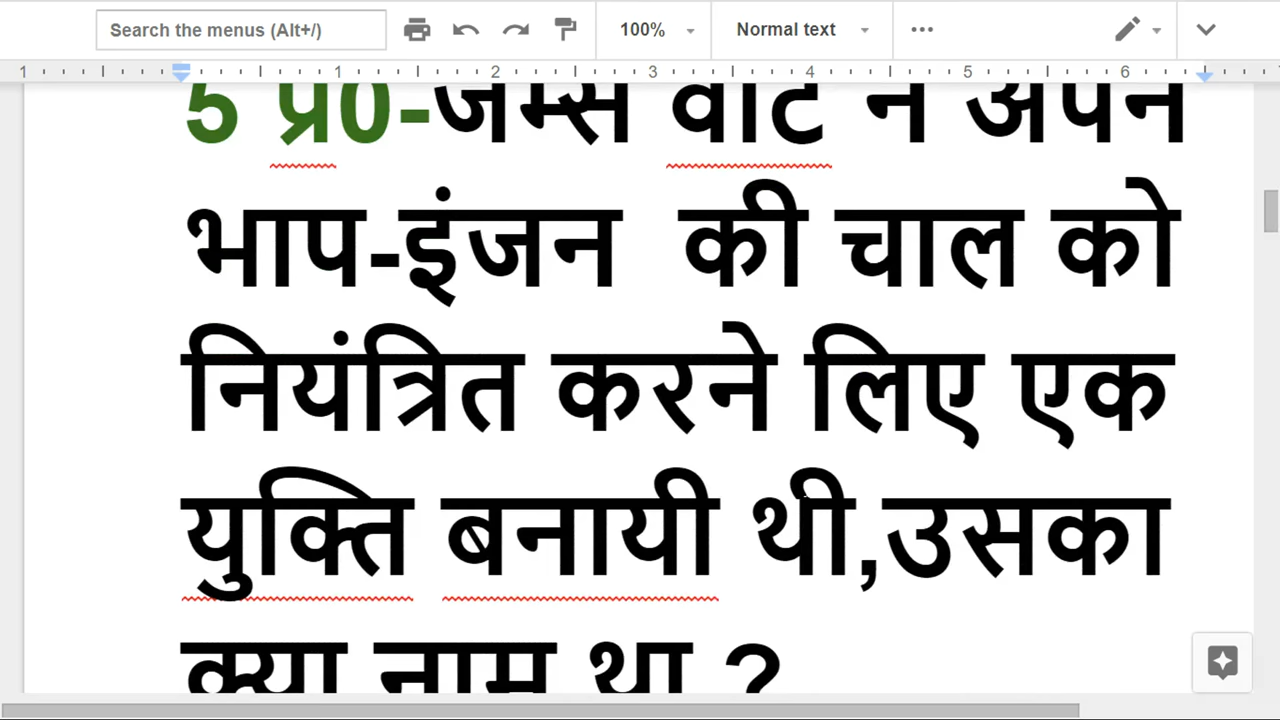 Search the menus (Alt+/) 100% Normal text
1 1 2 3 4 5 6
5 प्र0-जेम्स वाट ने अपने
भाप-इंजन की चाल को
नियंत्रित करने लिए एक
युक्ति बनायी थी,उसका
क्या नाम था ?